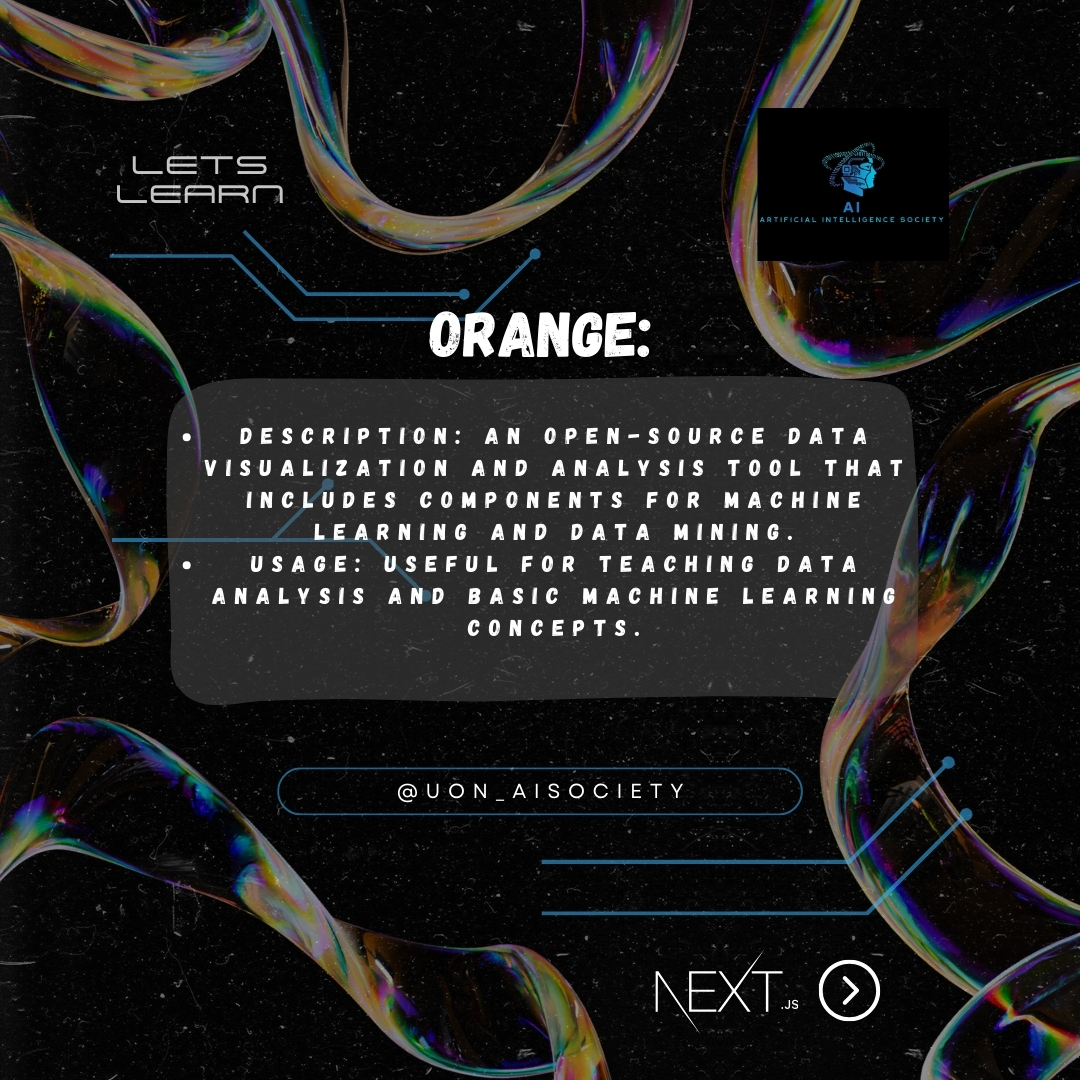 LETS
LEARN
AI
ARTIFICIAL INTELLIGENCE SOCIETY
ORANGE:
• DESCRIPTION: AN OPEN-SOURCE DATA
VISUALIZATION AND ANALYSIS TOOL THAT
INCLUDES COMPONENTS FOR MACHINE
LEARNING AND DATA MINING.
• USAGE: USEFUL FOR TEACHING DATA
ANALYSIS AND BASIC MACHINE LEARNING
CONCEPTS.
@UON_AISOCIETY
NEXT.JS